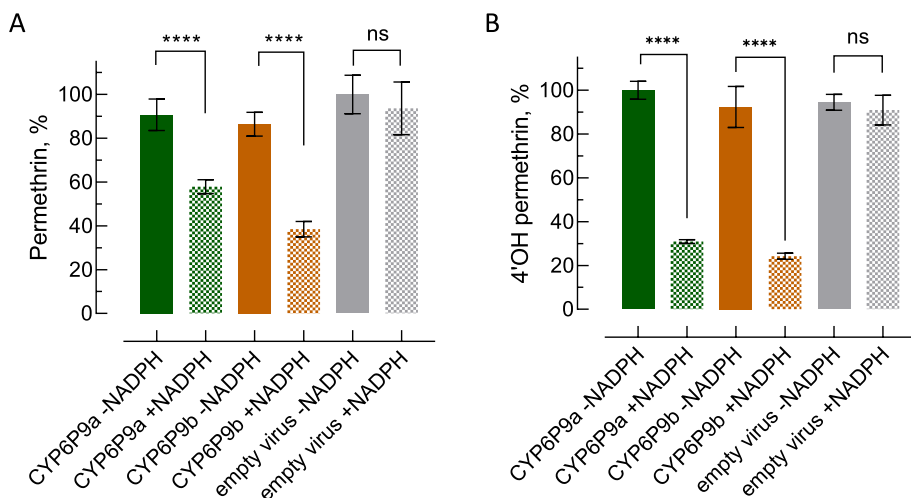 A
Permethrin, %
100
80
60
40
20
0
****
****
ns
CYP6P9a -NADPH
CYP6P9a +NADPH
CYP6P9b -NADPH
CYP6P9b +NADPH
empty virus -NADPH
empty virus +NADPH
B
4'OH permethrin, %
100
80
60
40
20
0
****
****
ns
CYP6P9a -NADPH
CYP6P9a +NADPH
CYP6P9b -NADPH
CYP6P9b +NADPH
empty virus -NADPH
empty virus +NADPH